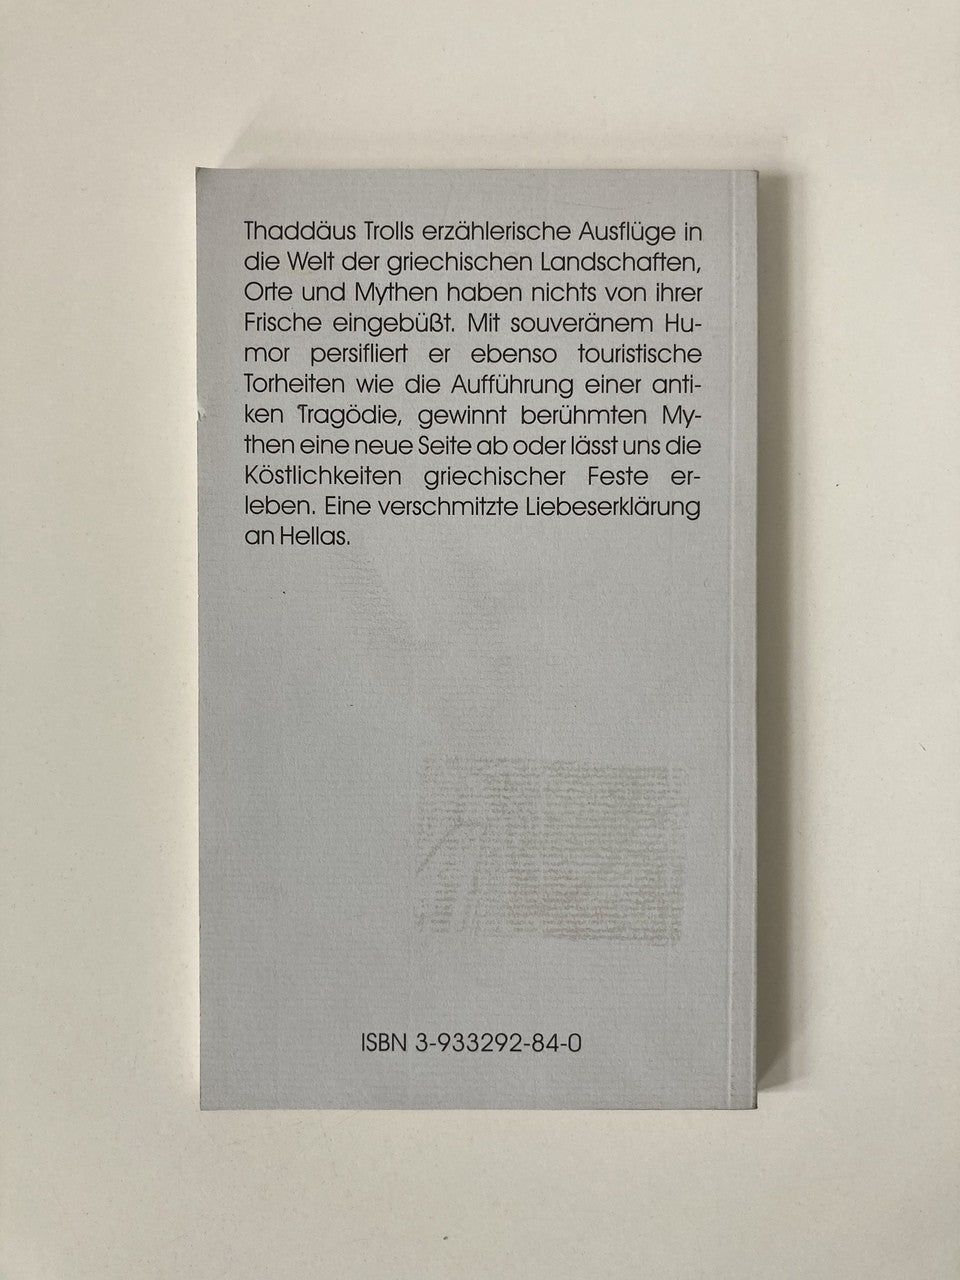 Thaddäus Trolls erzählerische Ausflüge in
die Welt der griechischen Landschaften,
Orte und Mythen haben nichts von ihrer
Frische eingebüßt. Mit souveränem Hu-
mor persifliert er ebenso touristische
Torheiten wie die Aufführung einer anti-
ken Tragödie, gewinnt berühmten My-
then eine neue Seite ab oder lässt uns die
Köstlichkeiten griechischer Feste er-
leben. Eine verschmitzte Liebeserklärung
an Hellas.
ISBN 3-933292-84-0